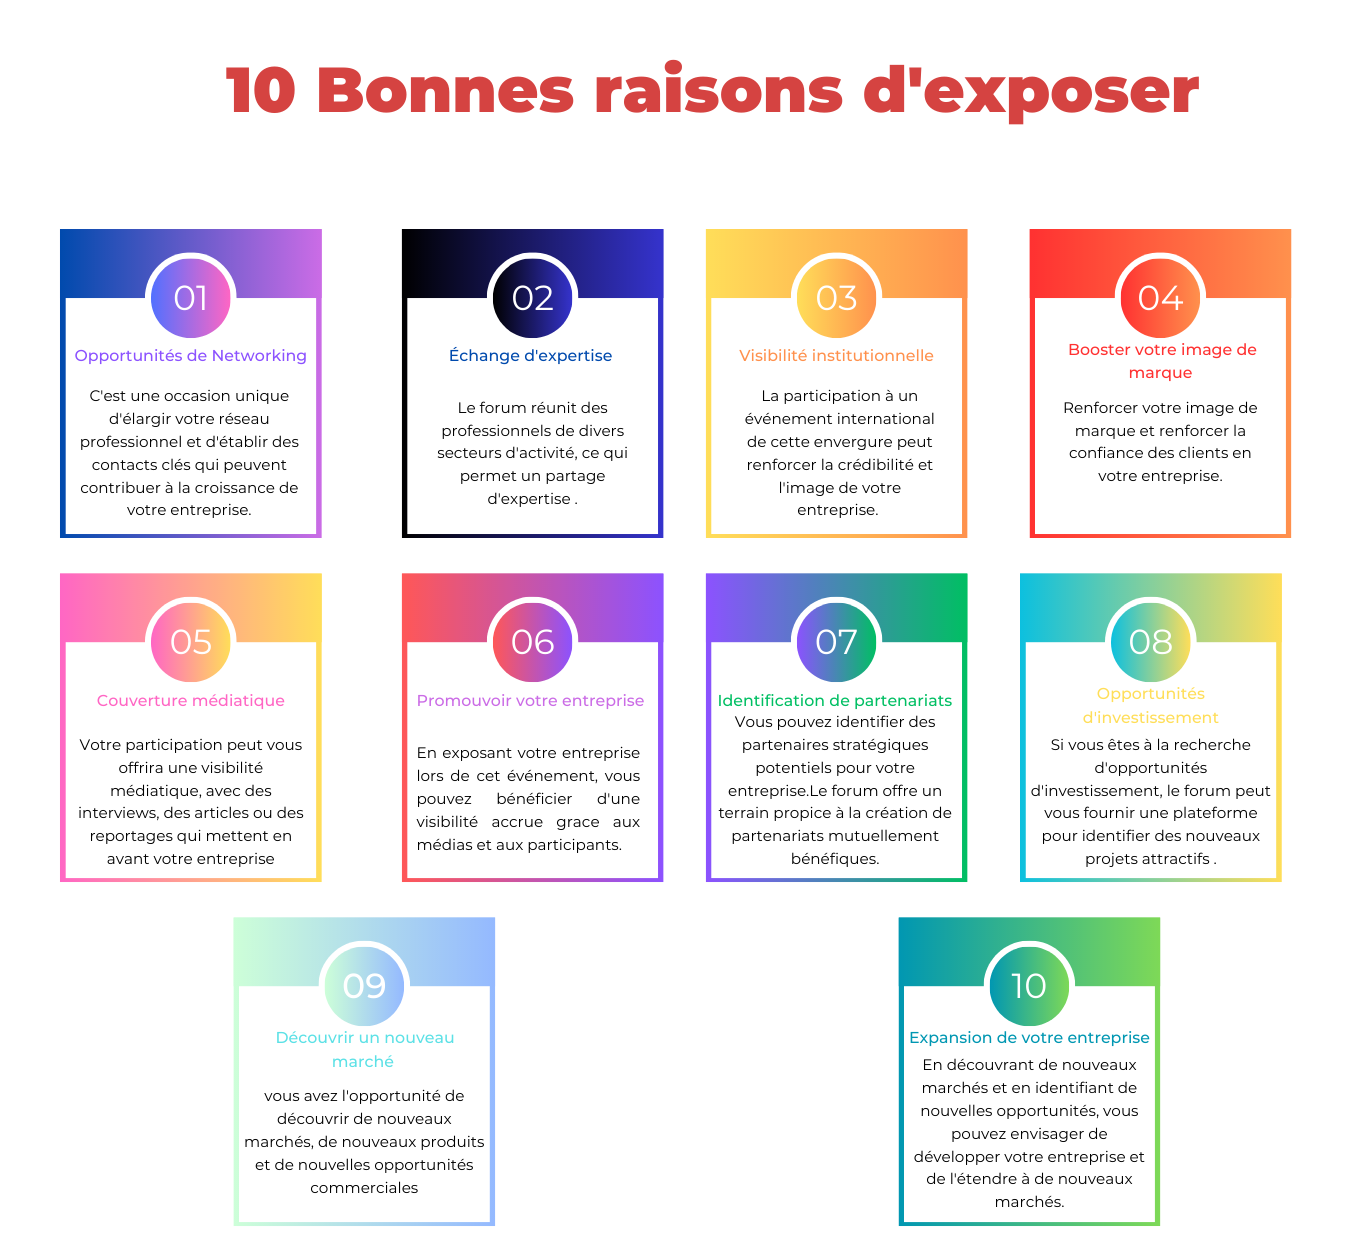 10 Bonnes raisons d'exposer
01
Opportunités de Networking
C'est une occasion unique
d'élargir votre réseau
professionnel et d'établir des
contacts clés qui peuvent
contribuer à la croissance de
votre entreprise.
02
Échange d'expertise
Le forum réunit des
professionnels de divers
secteurs d'activité, ce qui
permet un partage
d'expertise .
03
Visibilité institutionnelle
La participation à un
événement international
de cette envergure peut
renforcer la crédibilité et
l'image de votre
entreprise.
04
Booster votre image de
marque
Renforcer votre image de
marque et renforcer la
confiance des clients en
votre entreprise.
05
Couverture médiatique
Votre participation peut vous
offrira une visibilité
médiatique, avec des
interviews, des articles ou des
reportages qui mettent en
avant votre entreprise
06
Promouvoir votre entreprise
En exposant votre entreprise
lors de cet événement, vous
pouvez bénéficier d'une
visibilité accrue grace aux
médias et aux participants.
07
Identification de partenariats
Vous pouvez identifier des
partenaires stratégiques
potentiels pour votre
entreprise.Le forum offre un
terrain propice à la création de
partenariats mutuellement
bénéfiques.
08
Opportunités
d'investissement
Si vous êtes à la recherche
d'opportunités
d'investissement, le forum peut
vous fournir une plateforme
pour identifier des nouveaux
projets attractifs .
09
Découvrir un nouveau
marché
vous avez l'opportunité de
découvrir de nouveaux
marchés, de nouveaux produits
et de nouvelles opportunités
commerciales
10
Expansion de votre entreprise
En découvrant de nouveaux
marchés et en identifiant de
nouvelles opportunités, vous
pouvez envisager de
développer votre entreprise et
de l'étendre à de nouveaux
marchés.